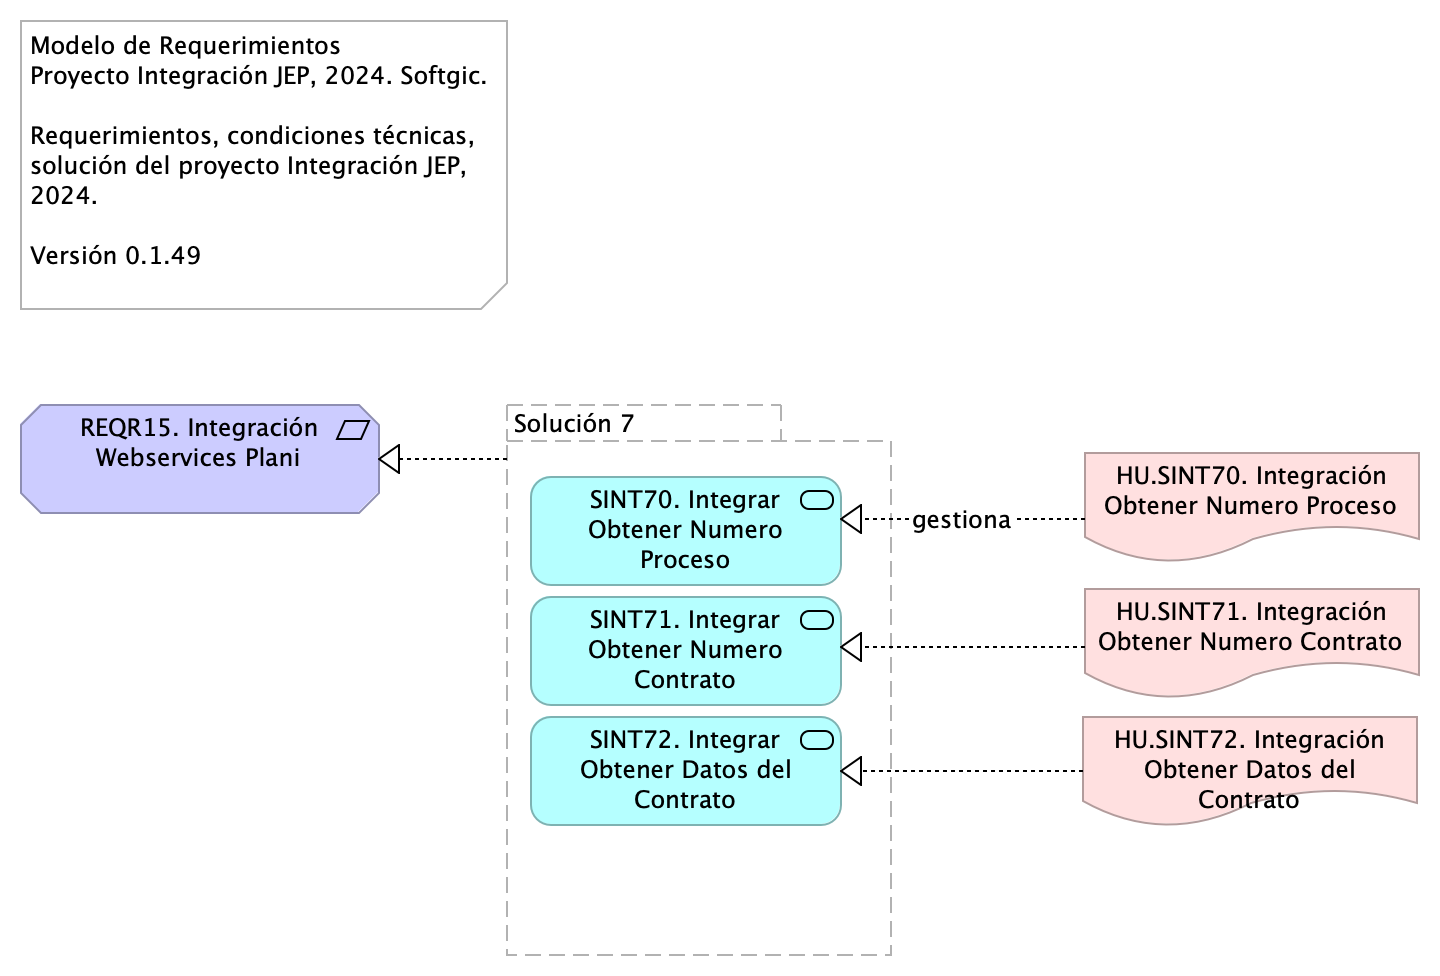 Modelo de Requerimientos
Proyecto Integración JEP, 2024. Softgic.
Requerimientos, condiciones técnicas,
solución del proyecto Integración JEP,
2024.
Versión 0.1.49
REQR15. Integración
Webservices Plani
Solución 7
SINT70. Integrar
Obtener Numero
Proceso
gestiona
HU.SINT70. Integración
Obtener Numero Proceso
SINT71. Integrar
Obtener Numero
Contrato
HU.SINT71. Integración
Obtener Numero Contrato
SINT72. Integrar
Obtener Datos del
Contrato
HU.SINT72. Integración
Obtener Datos del
Contrato